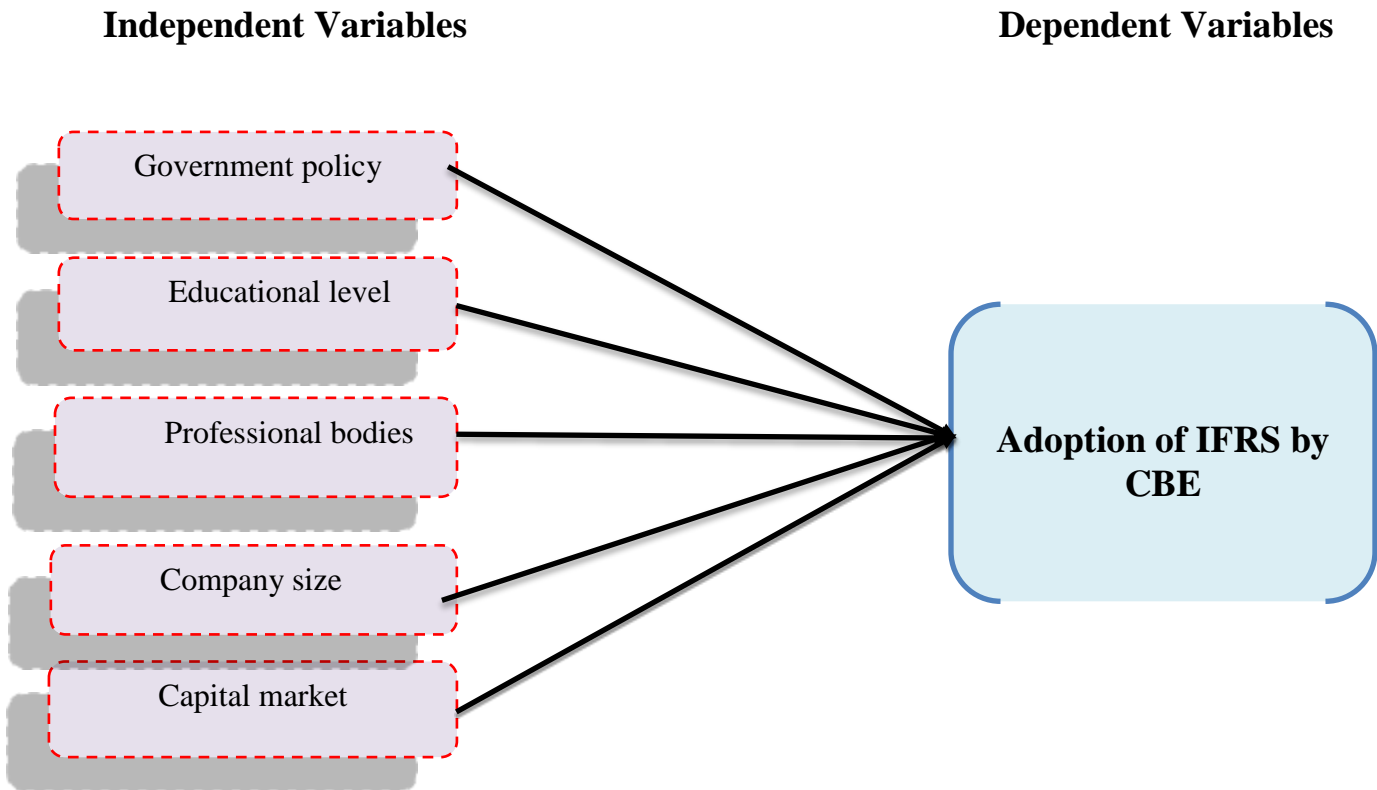 Independent Variables
Dependent Variables
Government policy
Educational level
Professional bodies
Company size
Capital market
Adoption of IFRS by
CBE